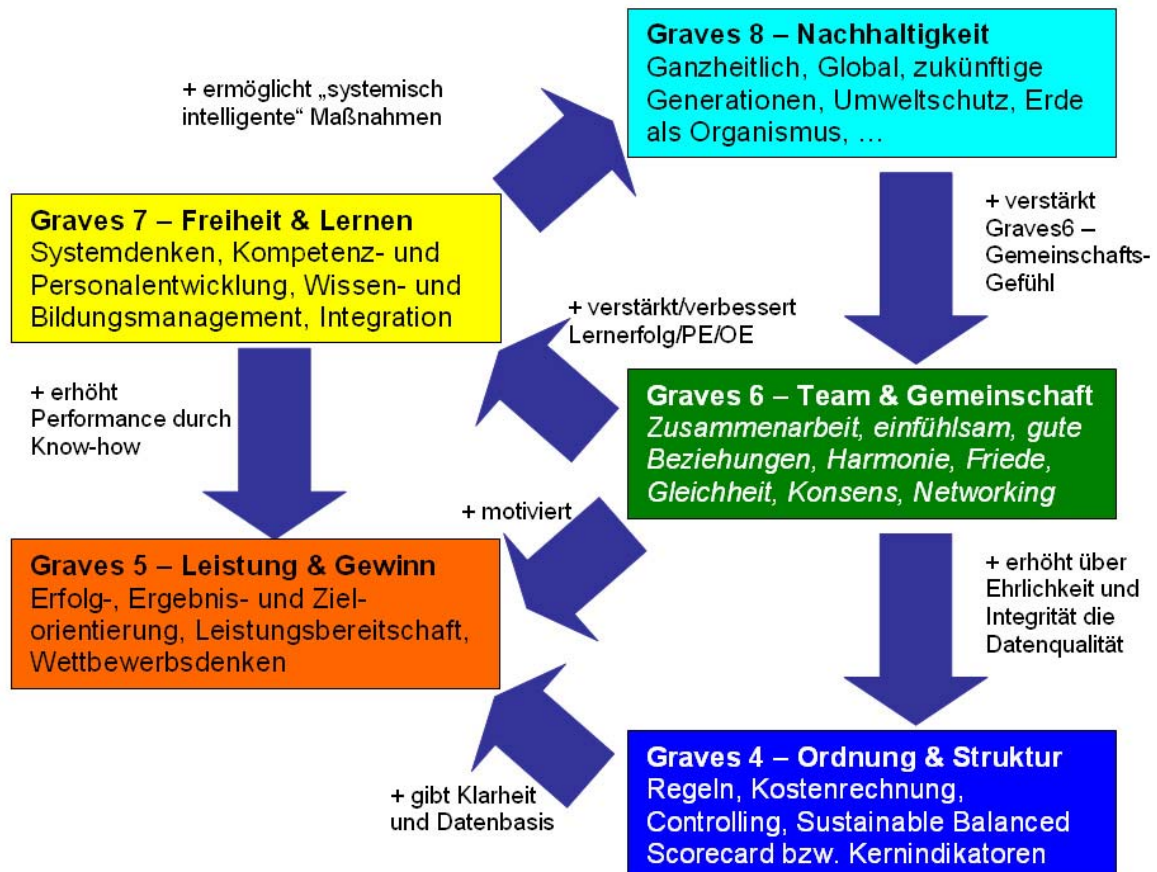 Graves 8 – Nachhaltigkeit
Ganzheitlich, Global, zukünftige
Generationen, Umweltschutz, Erde
als Organismus, …
+ ermöglicht „systemisch
intelligente“ Maßnahmen
Graves 7 – Freiheit & Lernen
Systemdenken, Kompetenz- und
Personalentwicklung, Wissen- und
Bildungsmanagement, Integration
+ verstärkt
Graves6 –
Gemeinschafts-
Gefühl
+ verstärkt/verbessert
Lernerfolg/PE/OE
+ erhöht
Performance durch
Know-how
Graves 6 – Team & Gemeinschaft
Zusammenarbeit, einfühlsam, gute
Beziehungen, Harmonie, Friede,
Gleichheit, Konsens, Networking
+ motiviert
Graves 5 – Leistung & Gewinn
Erfolg-, Ergebnis- und Ziel-
orientierung, Leistungsbereitschaft,
Wettbewerbsdenken
+ erhöht über
Ehrlichkeit und
Integrität die
Datenqualität
+ gibt Klarheit
und Datenbasis
Graves 4 – Ordnung & Struktur
Regeln, Kostenrechnung,
Controlling, Sustainable Balanced
Scorecard bzw. Kernindikatoren